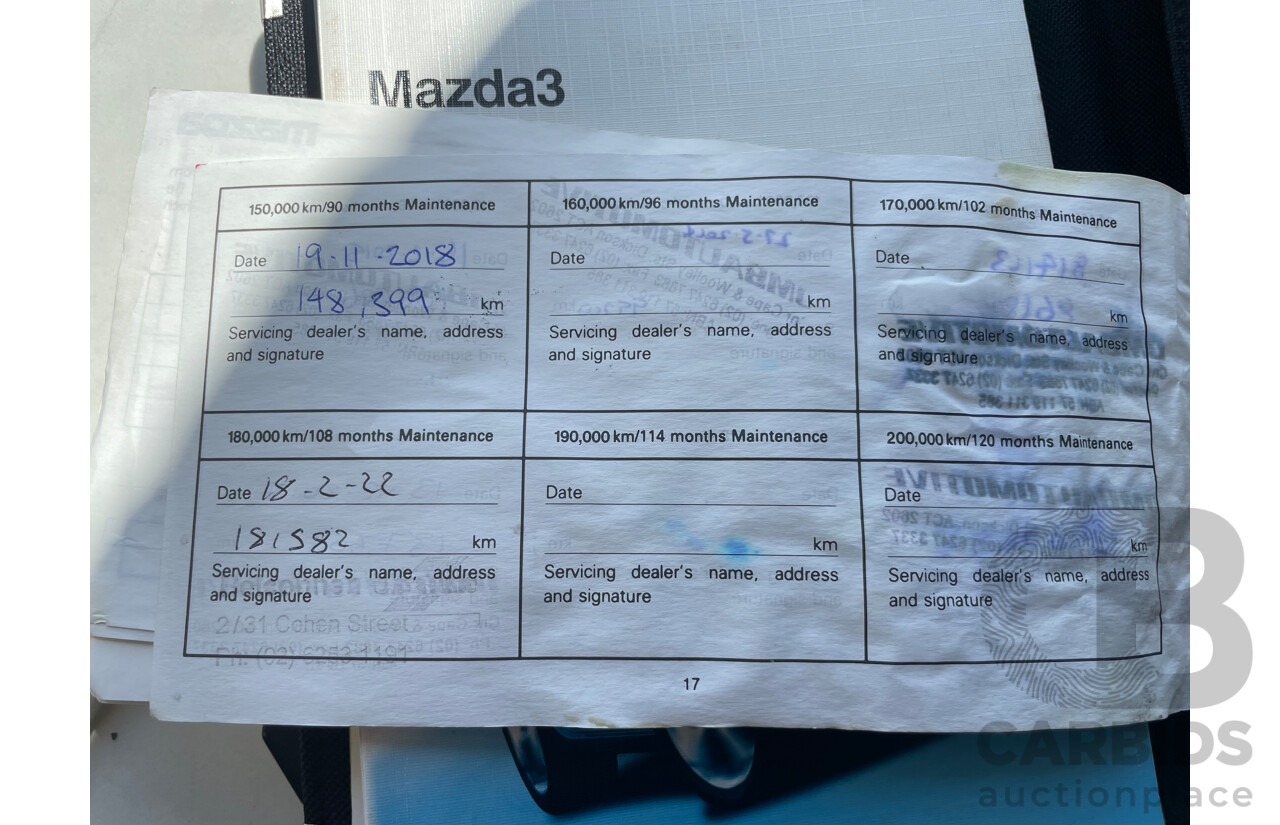 Mazda3
150,000 km/90 months Maintenance
Date 19-11-2018
148,399 km
Servicing dealer's name, address
and signature
160,000 km/96 months Maintenance
Date
km
Servicing dealer's name, address
and signature
170,000 km/102 months Maintenance
Date
km
Servicing dealer's name, address
and signature
180,000 km/108 months Maintenance
Date 18-2-22
181582 km
Servicing dealer's name, address
and signature
2/31 Cohen Street
190,000 km/114 months Maintenance
Date
km
Servicing dealer's name, address
and signature
200,000 km/120 months Maintenance
Date
km
Servicing dealer's name, address
and signature
17
CARBIDS
auctionplace